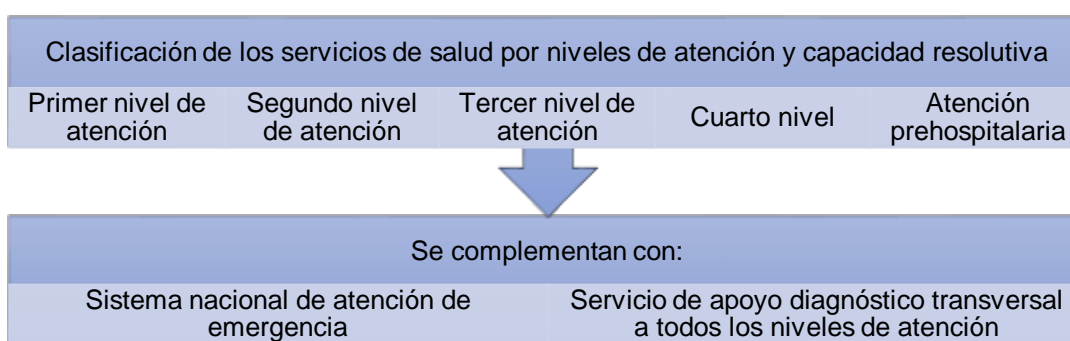 Clasificación de los servicios de salud por niveles de atención y capacidad resolutiva
Primer nivel de
atención
Segundo nivel
de atención
Tercer nivel de
atención
Cuarto nivel
Atención
prehospitalaria
Se complementan con:
Sistema nacional de atención de
emergencia
Servicio de apoyo diagnóstico transversal
a todos los niveles de atención